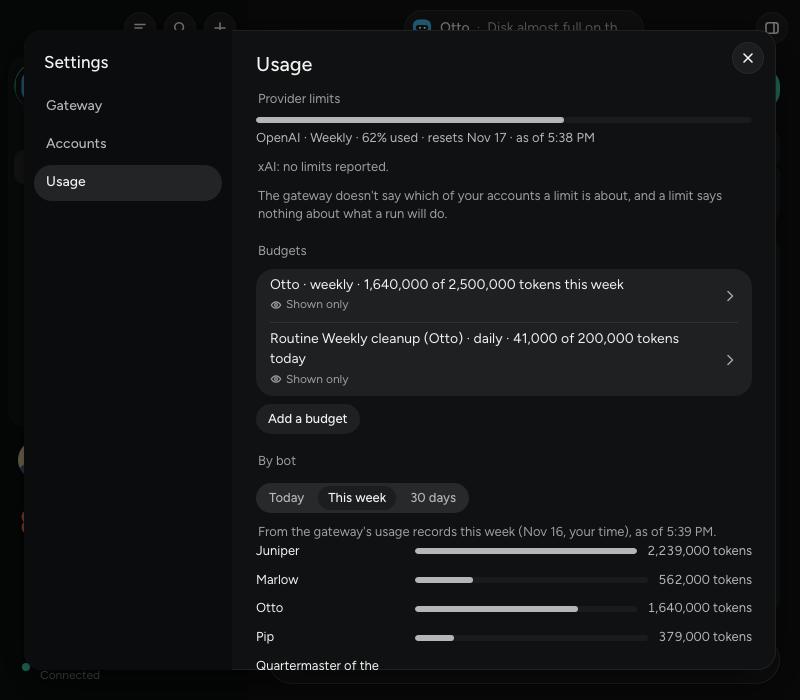 Otto · Disk almost full on th
Settings
Gateway
Accounts
Usage
Usage
Provider limits
OpenAI · Weekly · 62% used · resets Nov 17 · as of 5:38 PM
xAI: no limits reported.
The gateway doesn't say which of your accounts a limit is about, and a limit says
nothing about what a run will do.
Budgets
Otto · weekly · 1,640,000 of 2,500,000 tokens this week
Shown only
Routine Weekly cleanup (Otto) · daily · 41,000 of 200,000 tokens
today
Shown only
Add a budget
By bot
Today This week 30 days
From the gateway's usage records this week (Nov 16, your time), as of 5:39 PM.
Juniper 2,239,000 tokens
Marlow 562,000 tokens
Otto 1,640,000 tokens
Pip 379,000 tokens
Quartermaster of the
Connected